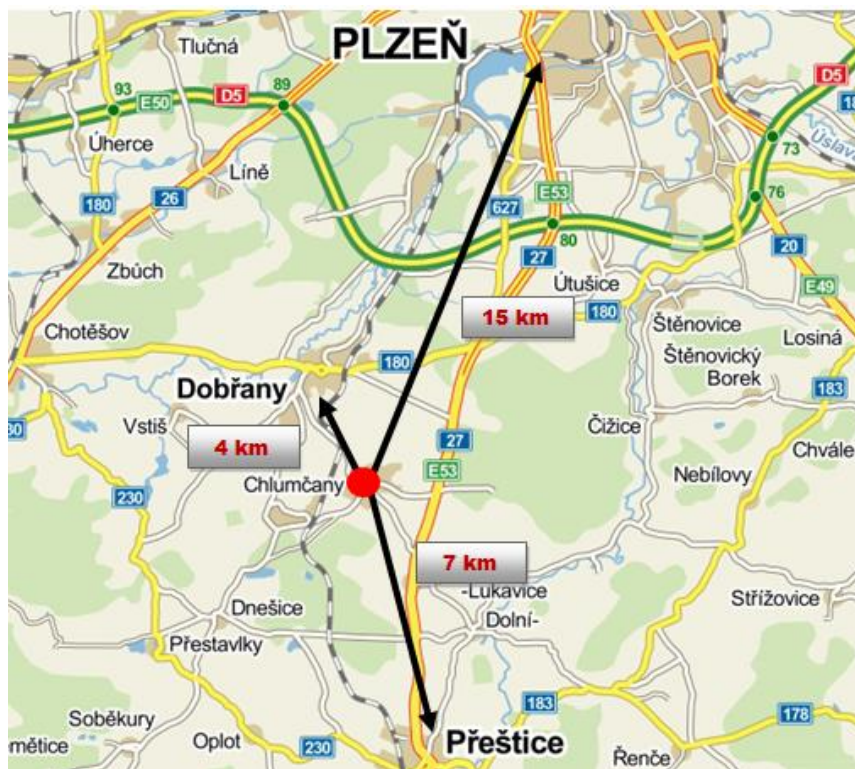 PLZEŇ
Tlučná
93
E50
D5
89
D5
Úherce
73
Úslava
Líně
180
26
E53
76
627
80
20
27
Zbůch
Útušice
E49
15 km
180
Štěnovice
Losiná
Chotěšov
180
Štěnovický
Borek
Dobřany
183
Vstiš
4 km
27
Čižice
Chvále
E53
Nebílovy
Chlumčany
230
7 km
-Lukavice
Dolní-
Střížovice
Dnešice
Přestavlky
183
178
Soběkury
Oplot
230
Přeštice
Řenče